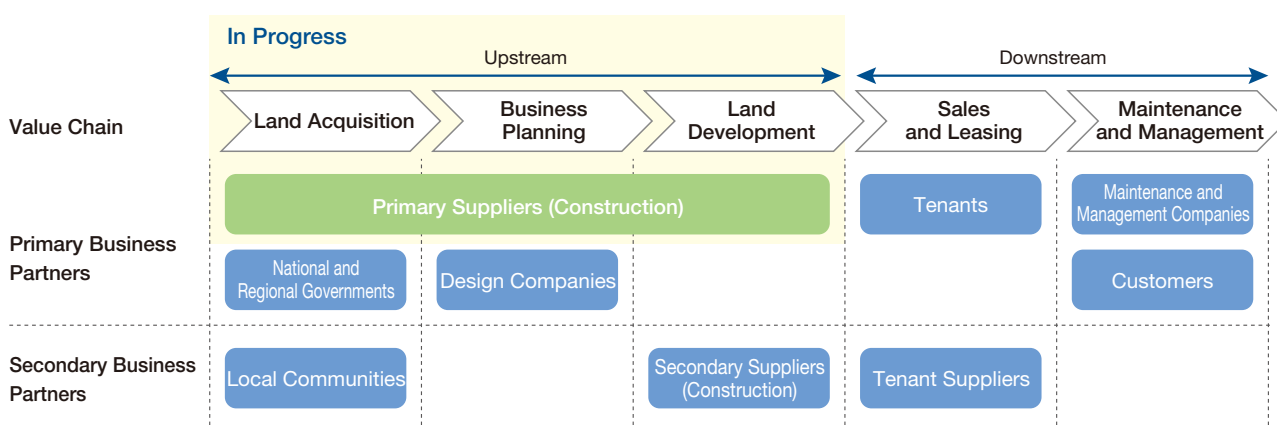 In Progress
Upstream
Downstream
Value Chain
Land Acquisition
Business
Planning
Land
Development
Sales
and Leasing
Maintenance
and Management
Primary Business
Partners
Primary Suppliers (Construction)
Tenants
Maintenance and
Management Companies
National and
Regional Governments
Design Companies
Customers
Secondary Business
Partners
Local Communities
Secondary Suppliers
(Construction)
Tenant Suppliers